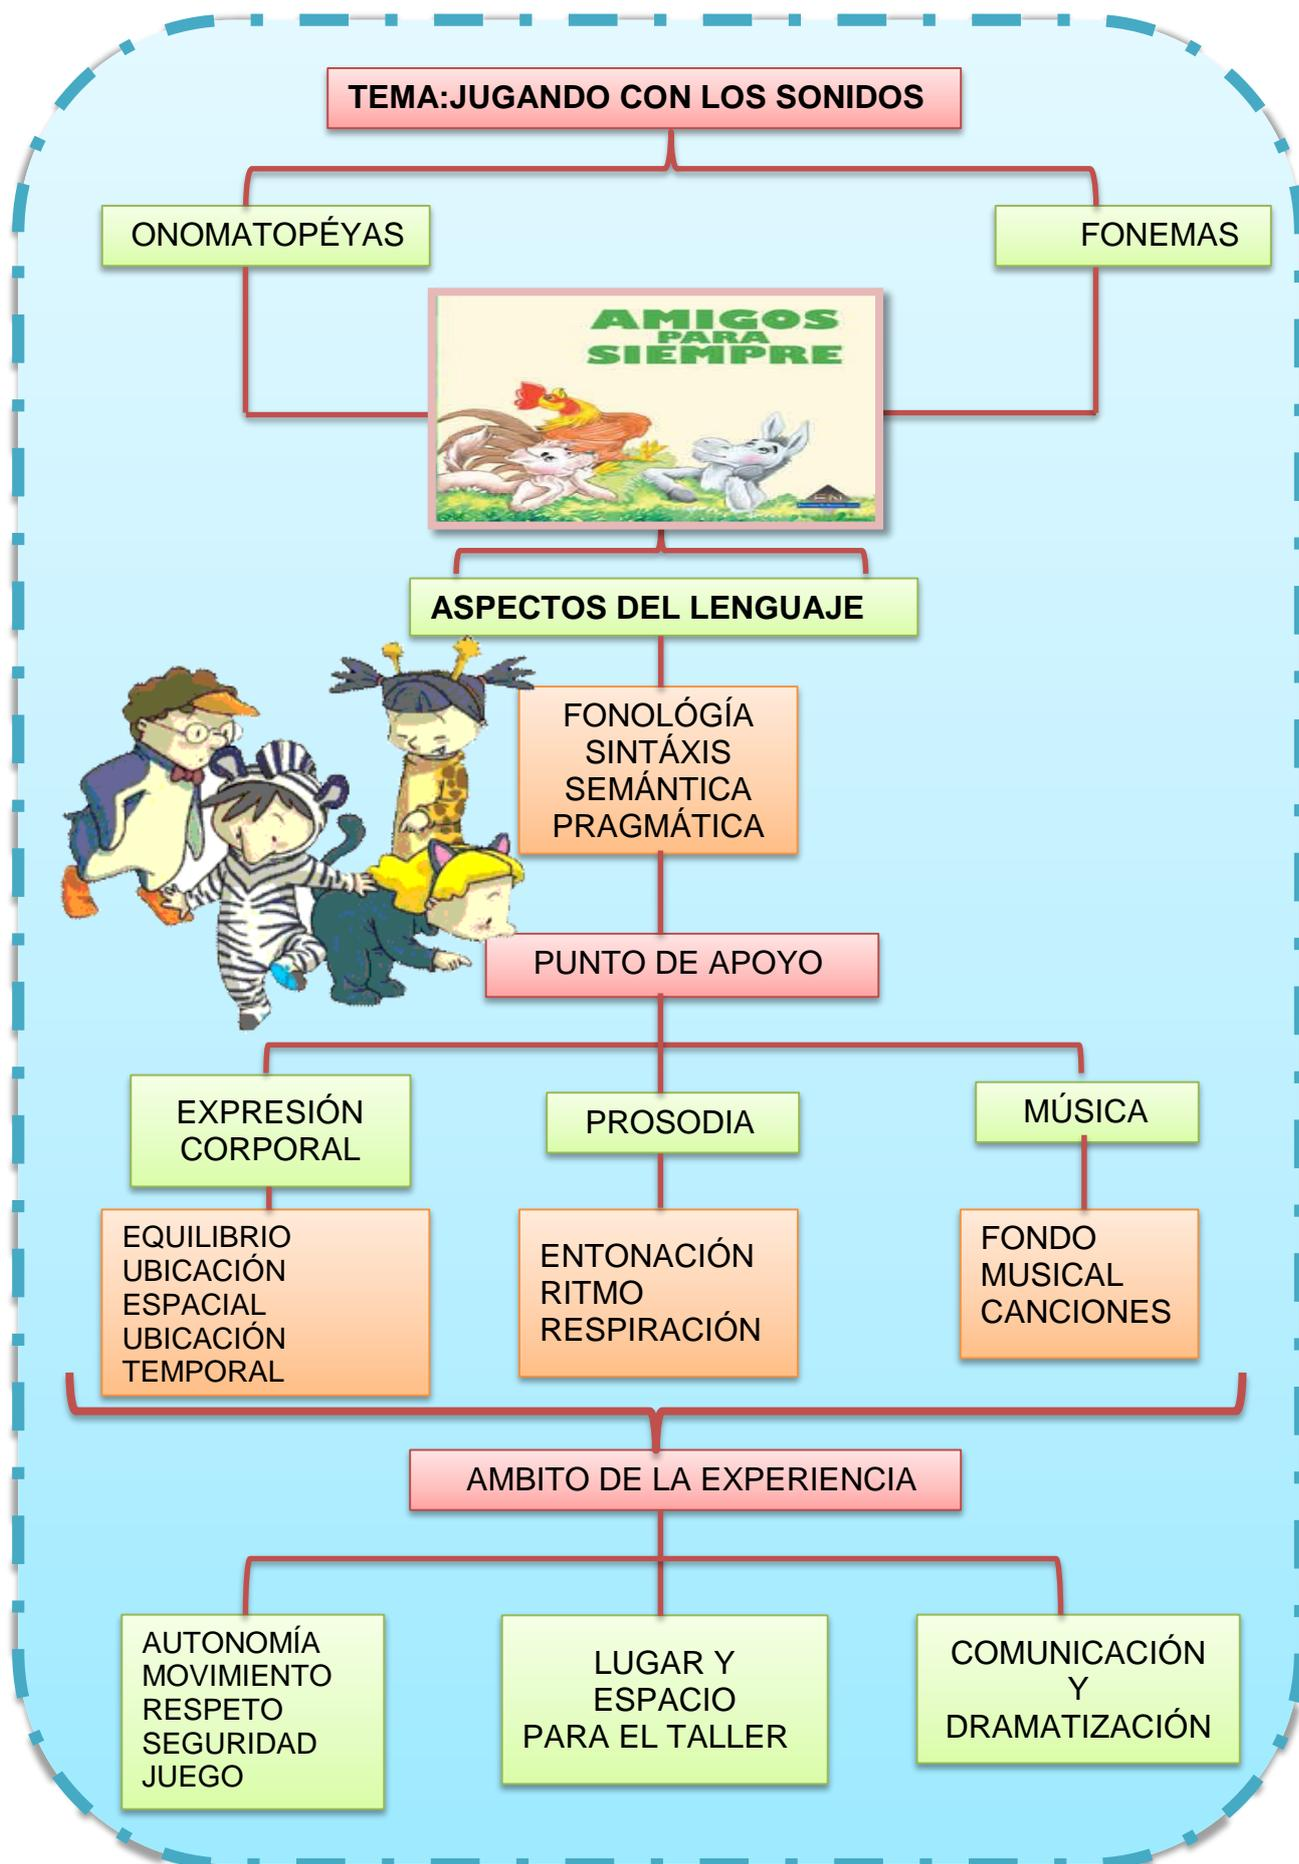 TEMA:JUGANDO CON LOS SONIDOS
ONOMATOPÉYAS
FONEMAS
AMIGOS
PARA
SIEMPRE
EN
ASPECTOS DEL LENGUAJE
FONOLÓGÍA
SINTÁXIS
SEMÁNTICA
PRAGMÁTICA
PUNTO DE APOYO
EXPRESIÓN
CORPORAL
PROSODIA
MÚSICA
EQUILIBRIO
UBICACIÓN
ESPACIAL
UBICACIÓN
TEMPORAL
ENTONACIÓN
RITMO
RESPIRACIÓN
FONDO
MUSICAL
CANCIONES
AMBITO DE LA EXPERIENCIA
AUTONOMÍA
MOVIMIENTO
RESPETO
SEGURIDAD
JUEGO
LUGAR Y
ESPACIO
PARA EL TALLER
COMUNICACIÓN
Y
DRAMATIZACIÓN